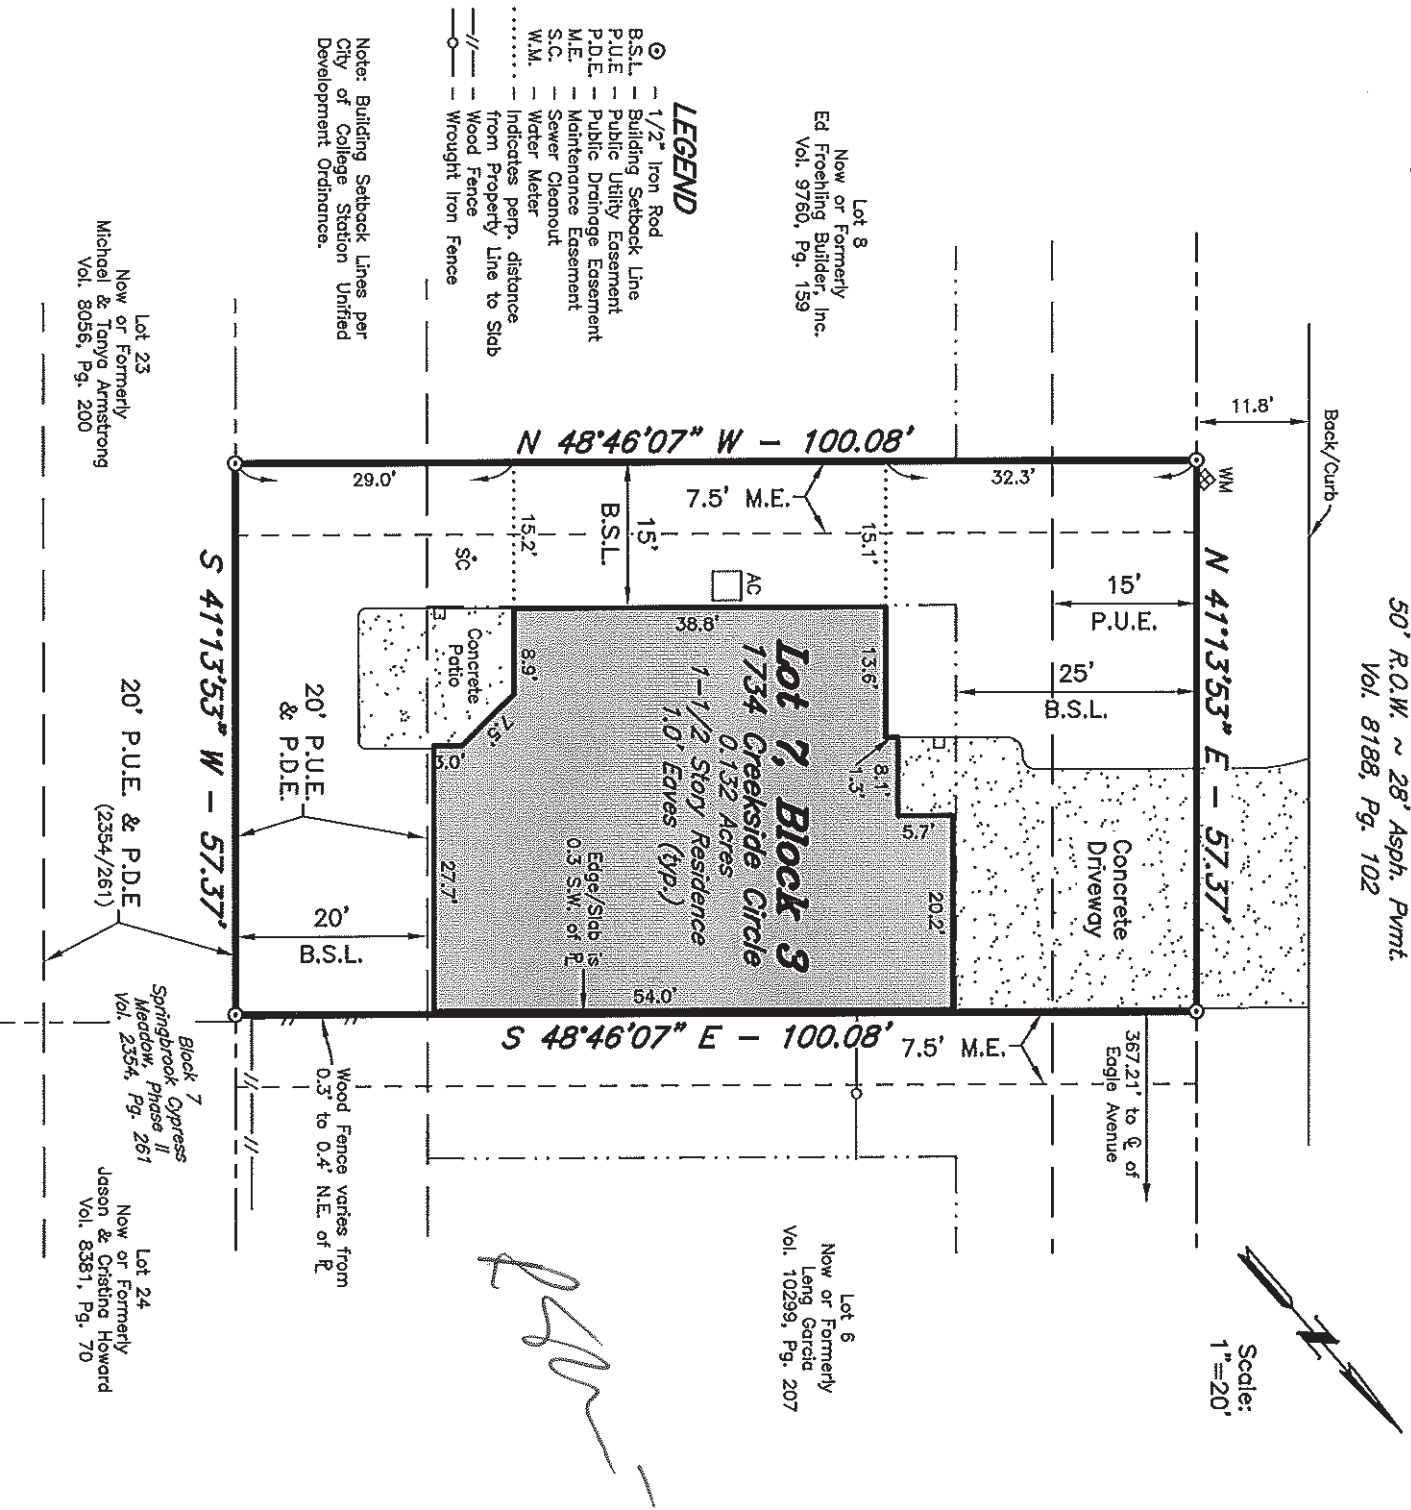 50' R.O.W. ~ 28' Asph. Pvmt.
Vol. 8188, Pg. 102
Scale:
1"=20'
Back/Curb
11.8'
WM
N 41°13'53" E - 57.37'
15'
P.U.E.
25'
B.S.L.
Concrete
Driveway
367.21' to ℄ of
Eagle Avenue
Lot 8
Now or Formerly
Ed Froehling Builder, Inc.
Vol. 9760, Pg. 159
N 48°46'07" W - 100.08'
32.3'
29.0'
7.5' M.E.
15.1'
15.2'
15'
B.S.L.
AC
SC
38.8'
13.6'
1.3'
8.1'
5.7'
20.2'
54.0'
27.7'
3.0'
7.5'
8.9'
Lot 7, Block 3
1734 Creekside Circle
0.132 Acres
1-1/2 Story Residence
1.0' Eaves (typ.)
Edge/Slab is
0.3' S.W. of ⅊
Concrete
Patio
S 48°46'07" E - 100.08'
7.5' M.E.
Lot 6
Now or Formerly
Leng Garcia
Vol. 10299, Pg. 207
LEGEND
1/2" Iron Rod
B.S.L. - Building Setback Line
P.U.E - Public Utility Easement
P.D.E. - Public Drainage Easement
M.E. - Maintenance Easement
S.C. - Sewer Cleanout
W.M. - Water Meter
Indicates perp. distance
from Property Line to Slab
Wood Fence
Wrought Iron Fence
Note: Building Setback Lines per
City of College Station Unified
Development Ordinance.
20' P.U.E.
& P.D.E.
20'
B.S.L.
Wood Fence varies from
0.3' to 0.4' N.E. of ⅊
S 41°13'53" W - 57.37'
20' P.U.E. & P.D.E
(2354/261)
Lot 23
Now or Formerly
Michael & Tanya Armstrong
Vol. 8056, Pg. 200
Block 7
Springbrook Cypress
Meadow, Phase II
Vol. 2354, Pg. 261
Lot 24
Now or Formerly
Jason & Cristina Howard
Vol. 8381, Pg. 70